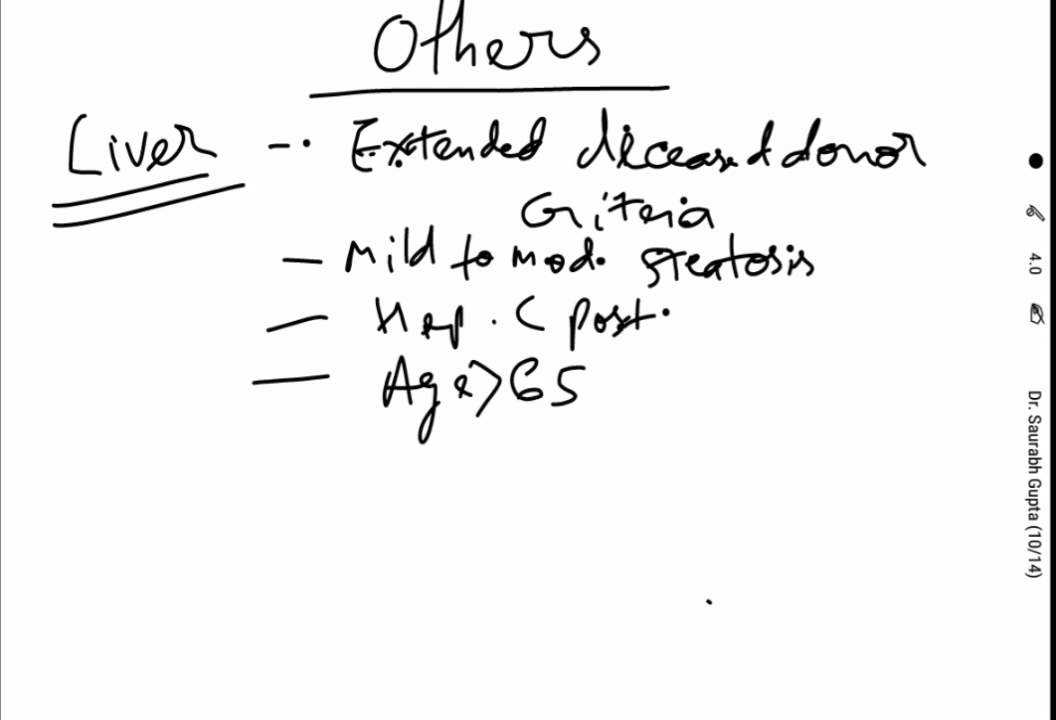 Others
Liver - • Extended diceased donor
Criteria
- Mild to mod. steatosis
- Hep. C post.
- Age > 65
4.0
Dr. Saurabh Gupta (10/14)